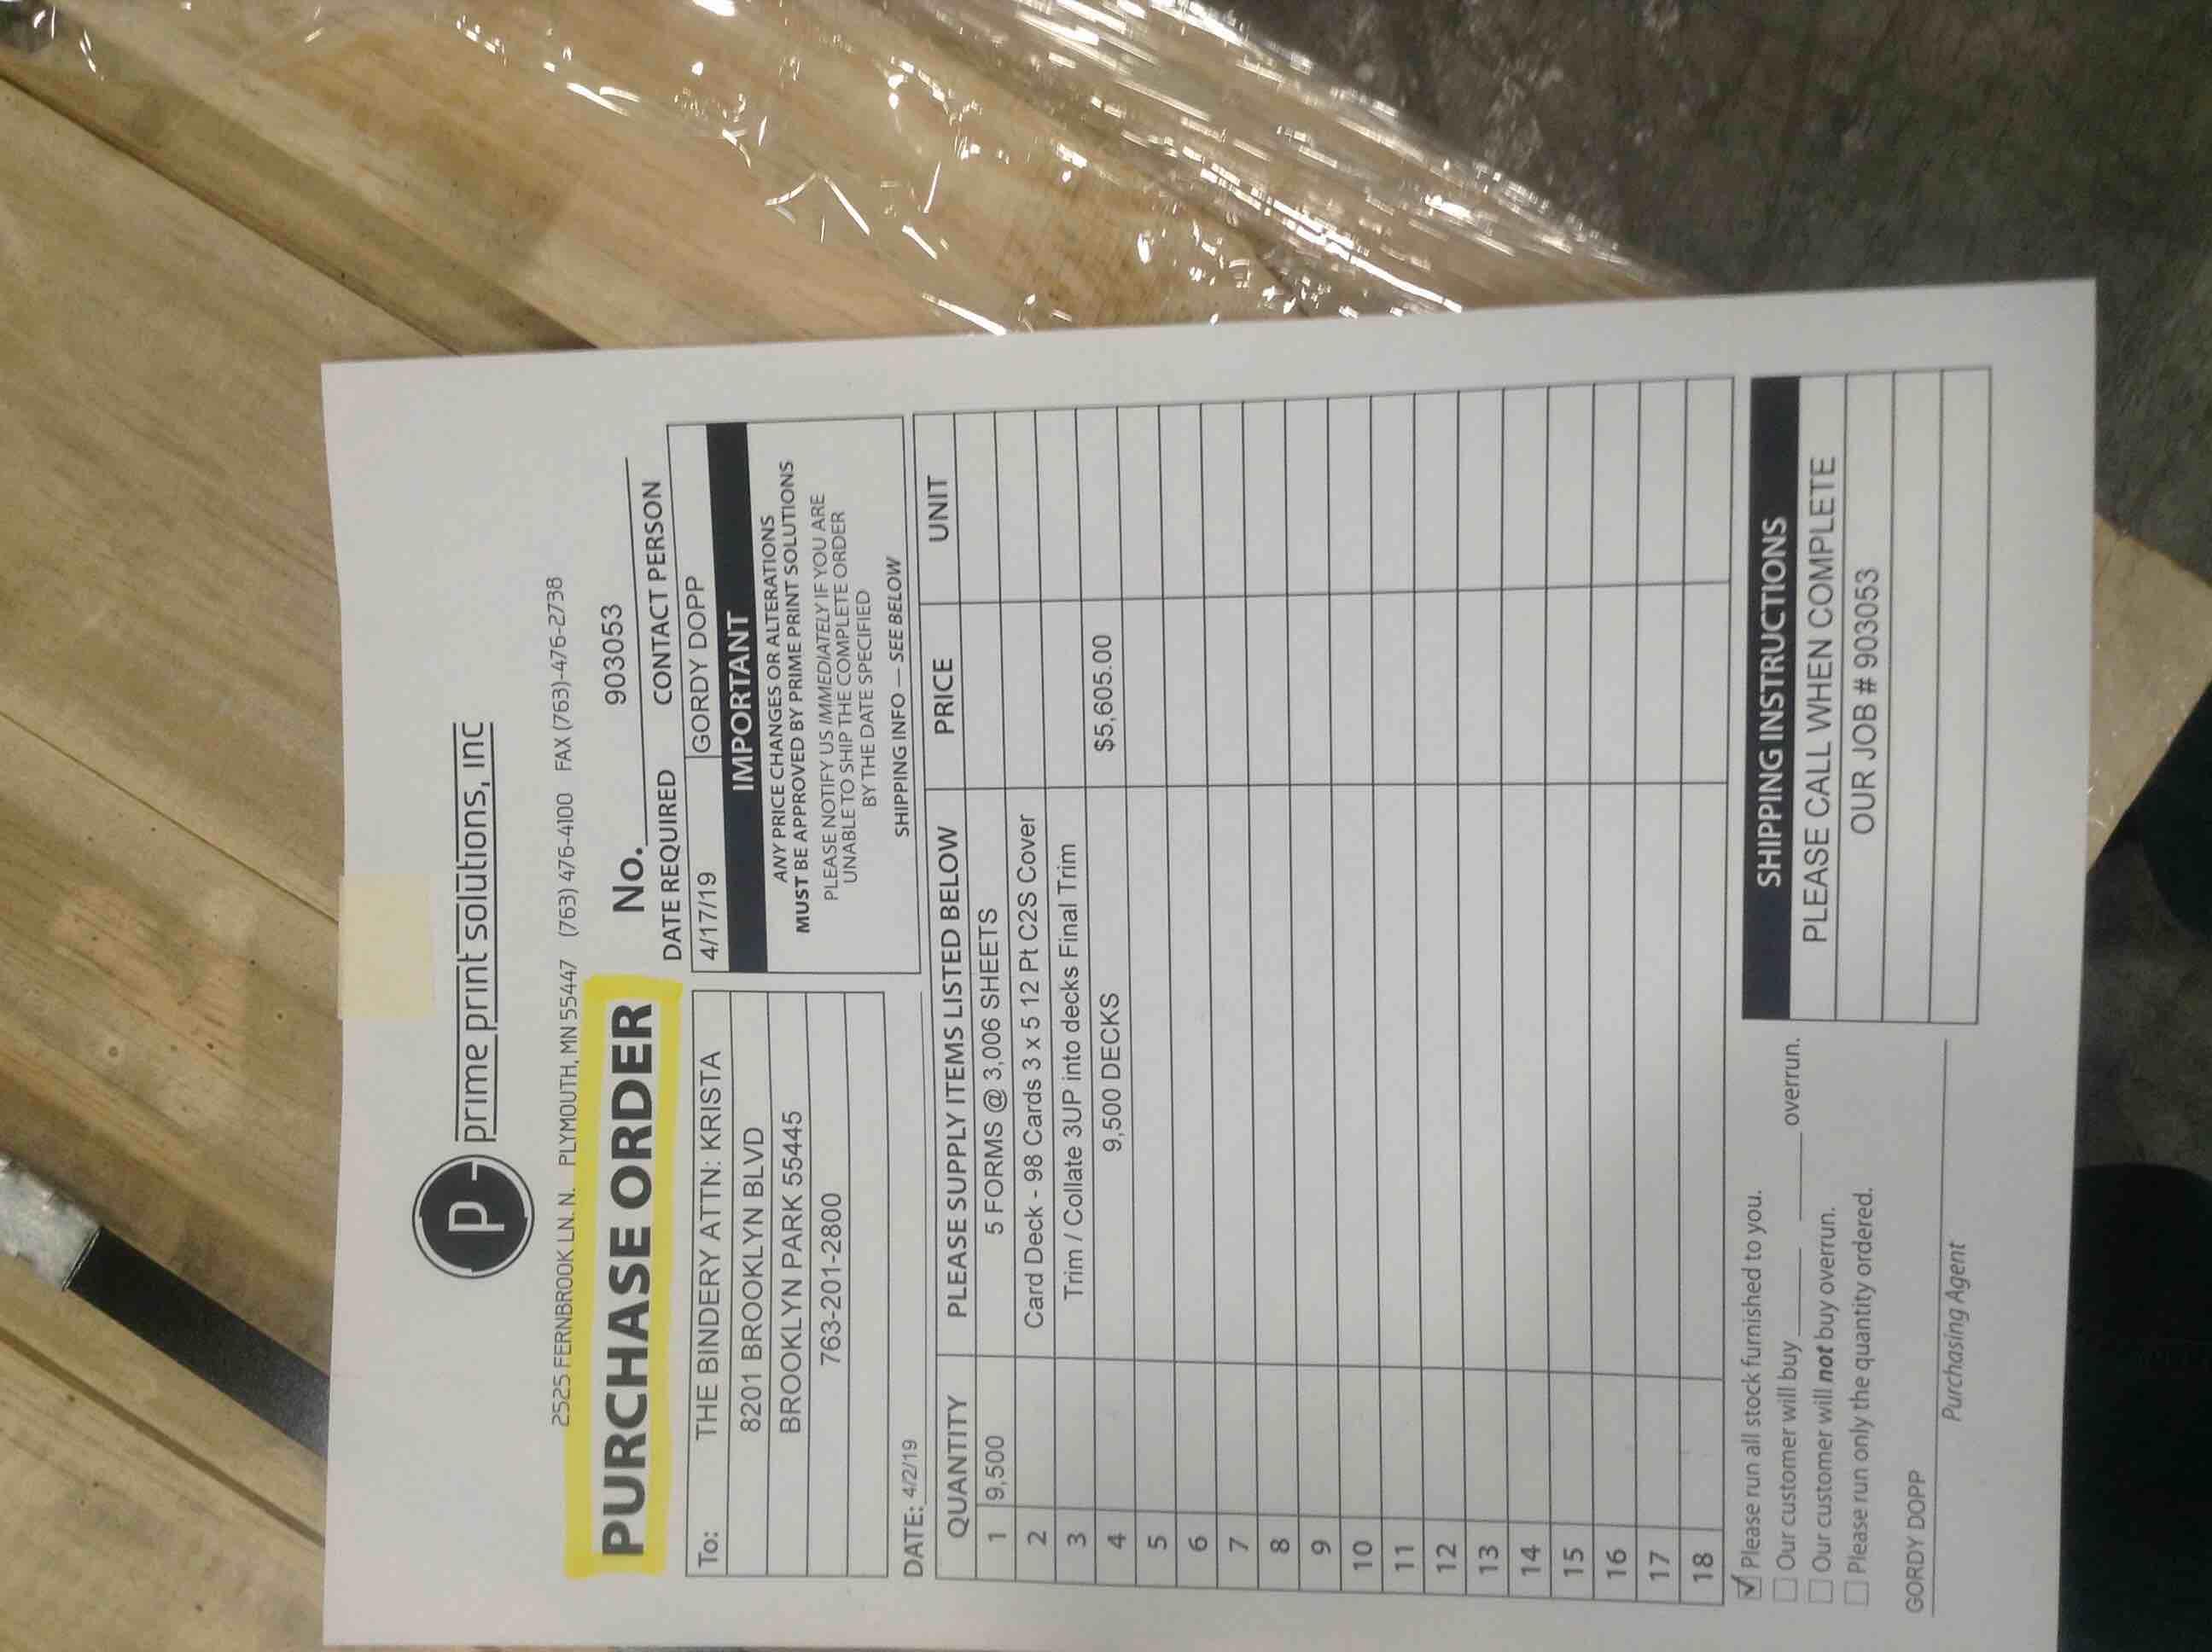 P
prime print solutions, inc
2525 FERNBROOK LN. N. PLYMOUTH, MN 55447 (763) 476-4100 FAX (763)-476-2738
PURCHASE ORDER No. 903053
DATE REQUIRED CONTACT PERSON
4/17/19 GORDY DOPP
To: THE BINDERY ATTN: KRISTA
8201 BROOKLYN BLVD
BROOKLYN PARK 55445
763-201-2800
IMPORTANT
ANY PRICE CHANGES OR ALTERATIONS
MUST BE APPROVED BY PRIME PRINT SOLUTIONS
PLEASE NOTIFY US IMMEDIATELY IF YOU ARE
UNABLE TO SHIP THE COMPLETE ORDER
BY THE DATE SPECIFIED
SHIPPING INFO — SEE BELOW
DATE: 4/2/19
QUANTITY PLEASE SUPPLY ITEMS LISTED BELOW PRICE UNIT
1 9,500 5 FORMS @ 3,006 SHEETS
2 Card Deck - 98 Cards 3 x 5 12 Pt C2S Cover
3 Trim / Collate 3UP into decks Final Trim
4 9,500 DECKS $5,605.00
5
6
7
8
9
10
11
12
13
14
15
16
17
18
Please run all stock furnished to you.
Our customer will buy ______ ______ overrun.
Our customer will not buy overrun.
Please run only the quantity ordered.
GORDY DOPP
Purchasing Agent
SHIPPING INSTRUCTIONS
PLEASE CALL WHEN COMPLETE
OUR JOB # 903053